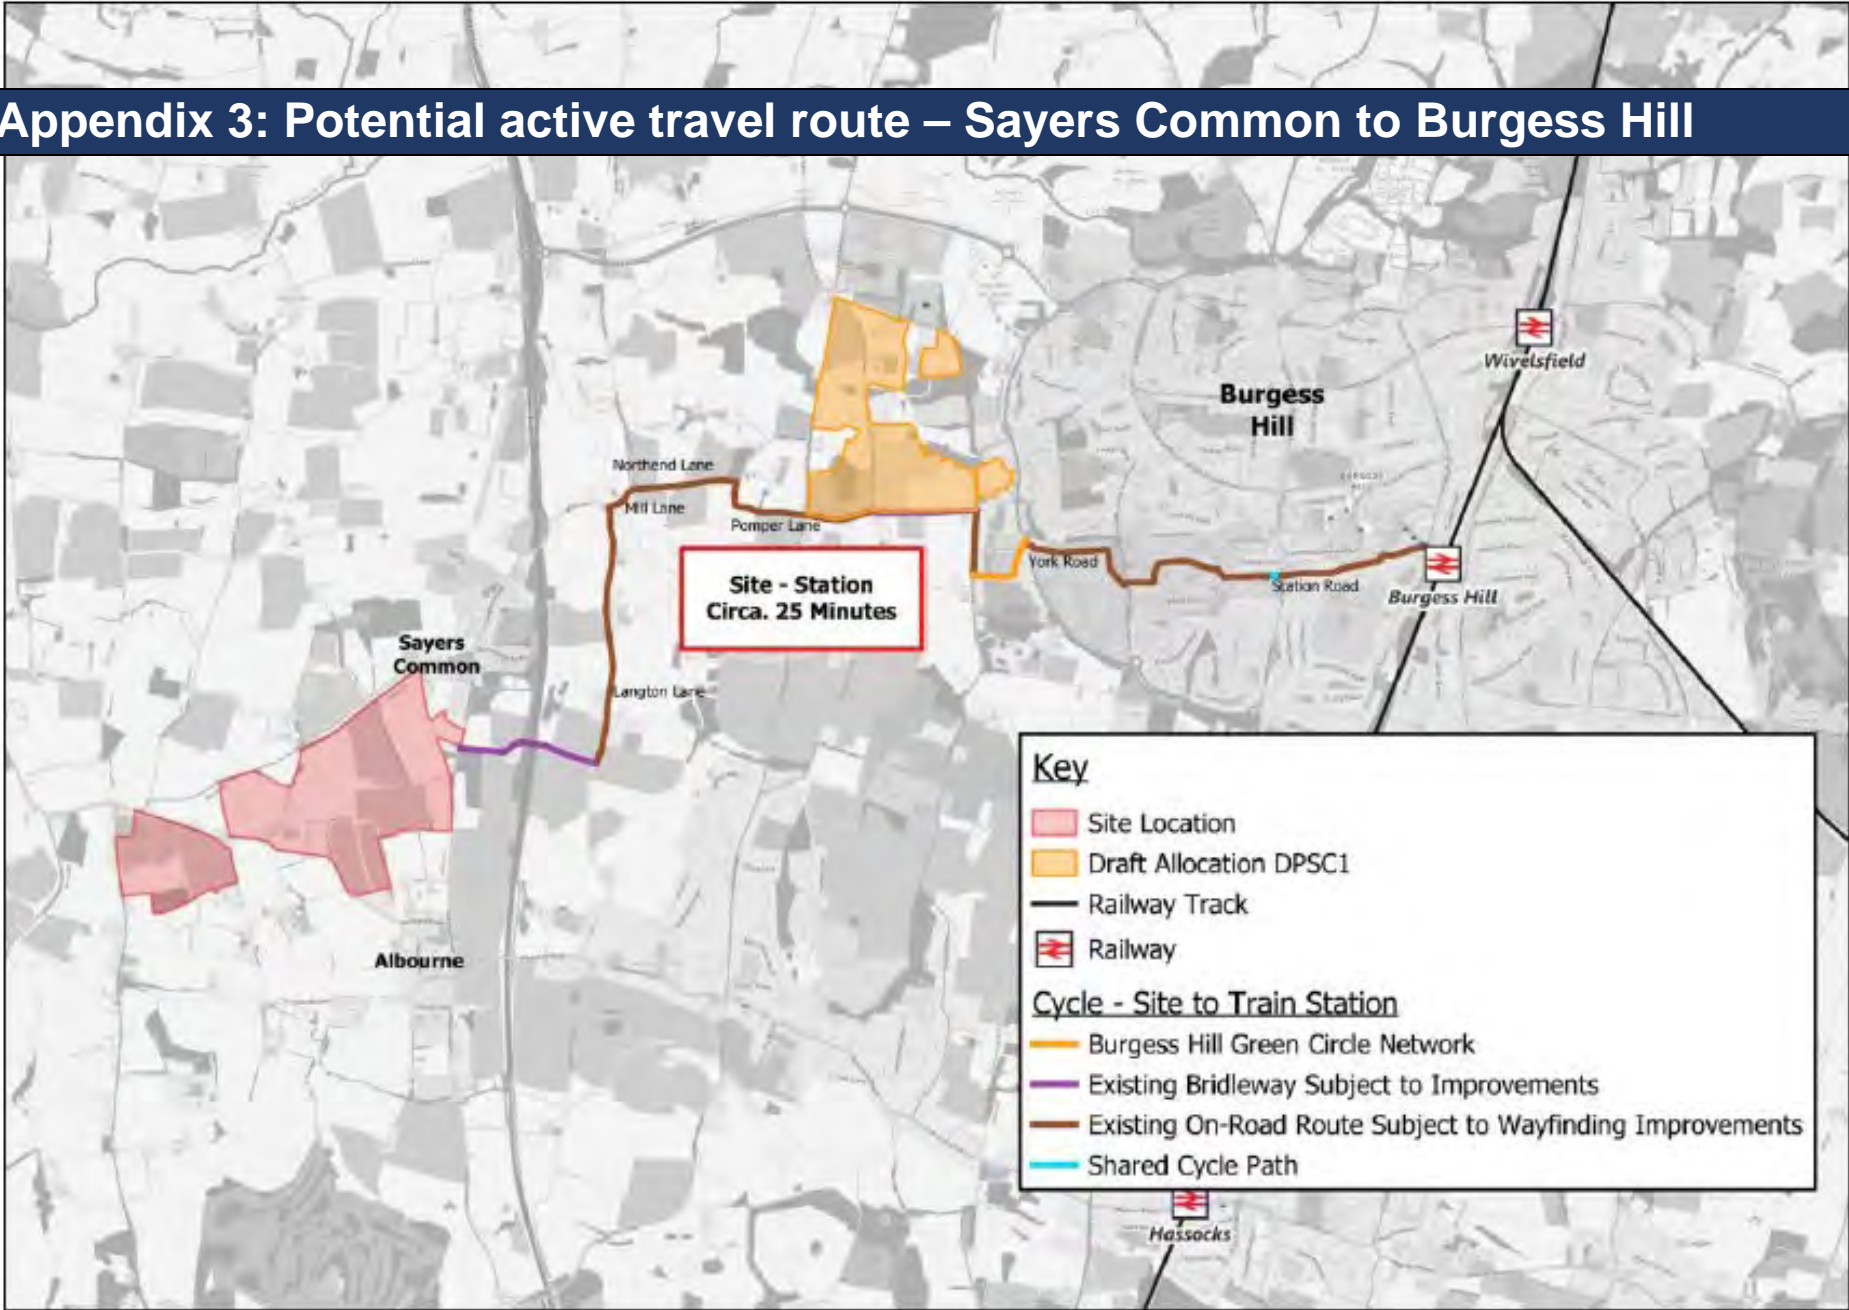 Appendix 3: Potential active travel route – Sayers Common to Burgess Hill
Wivelsfield
Burgess
Hill
Northend Lane
Mill Lane
Pomper Lane
York Road
Station Road
Burgess Hill
Site - Station
Circa. 25 Minutes
Sayers
Common
Langton Lane
Albourne
Key
Site Location
Draft Allocation DPSC1
Railway Track
Railway
Cycle - Site to Train Station
Burgess Hill Green Circle Network
Existing Bridleway Subject to Improvements
Existing On-Road Route Subject to Wayfinding Improvements
Shared Cycle Path
Hassocks